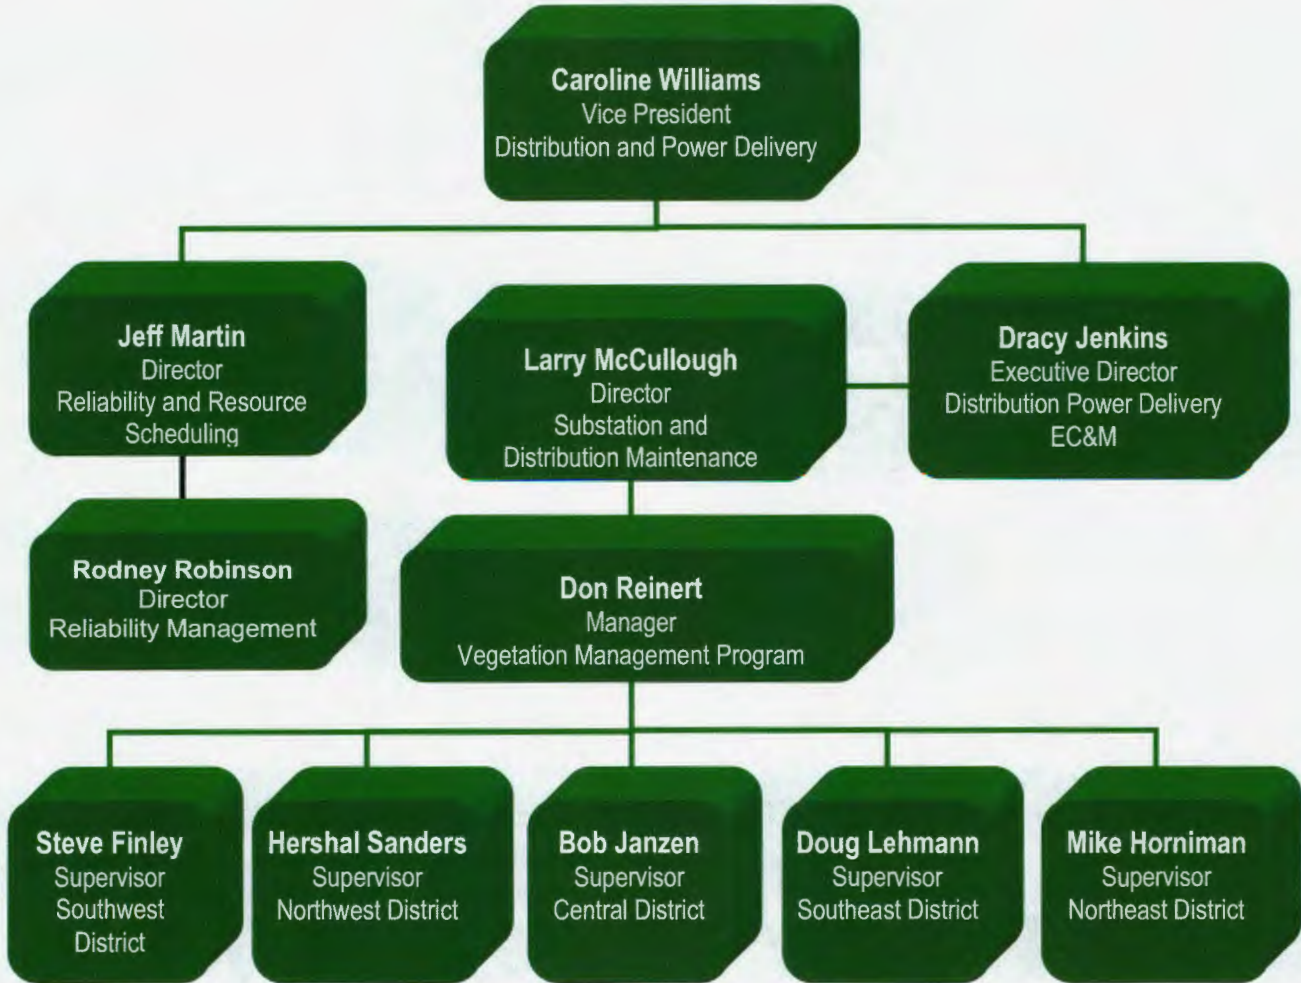 Caroline Williams
Vice President
Distribution and Power Delivery
Jeff Martin
Director
Reliability and Resource
Scheduling
Larry McCullough
Director
Substation and
Distribution Maintenance
Dracy Jenkins
Executive Director
Distribution Power Delivery
EC&M
Rodney Robinson
Director
Reliability Management
Don Reinert
Manager
Vegetation Management Program
Steve Finley
Supervisor
Southwest
District
Hershal Sanders
Supervisor
Northwest District
Bob Janzen
Supervisor
Central District
Doug Lehmann
Supervisor
Southeast District
Mike Horniman
Supervisor
Northeast District